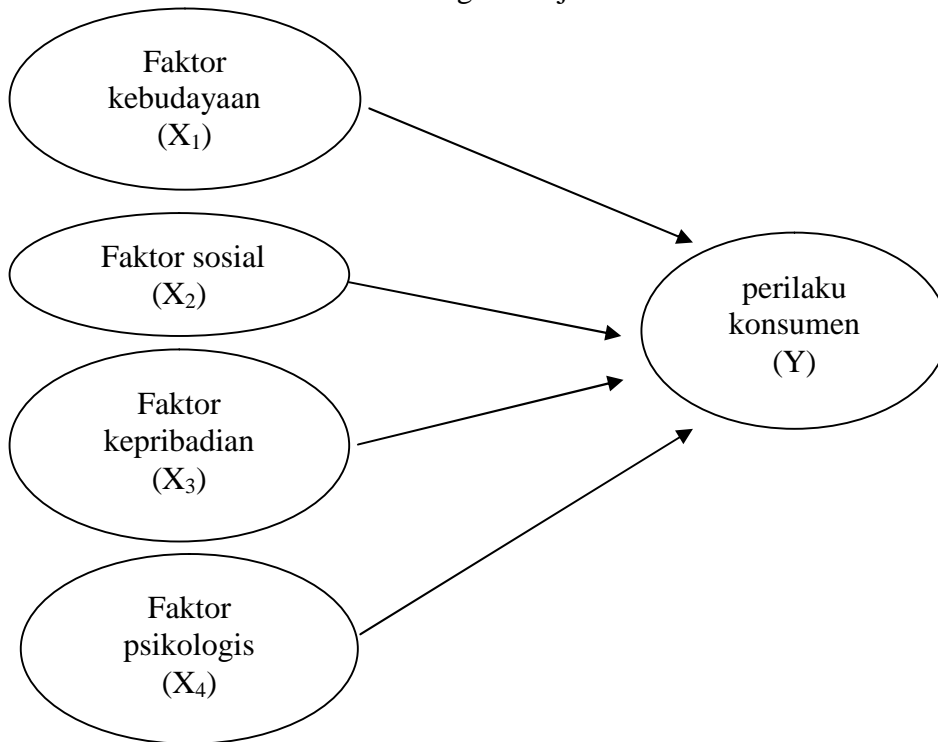 Faktor
kebudayaan
(X₁)
Faktor sosial
(X₂)
Faktor
kepribadian
(X₃)
Faktor
psikologis
(X₄)
perilaku
konsumen
(Y)